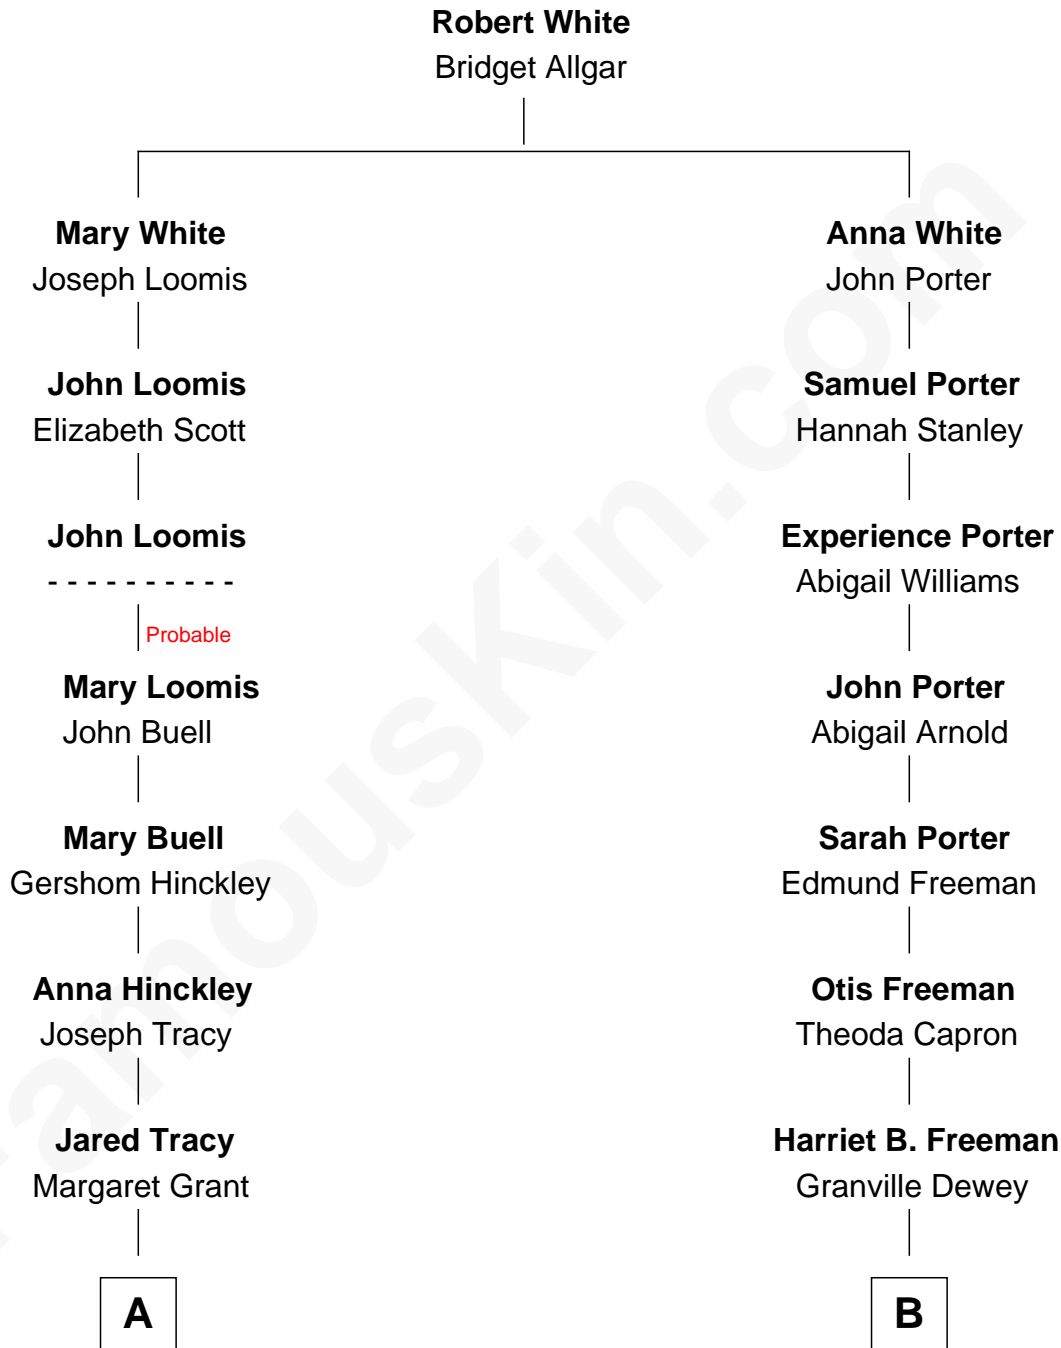 Robert White
Bridget Allgar
Mary White
Joseph Loomis
Anna White
John Porter
John Loomis
Elizabeth Scott
Samuel Porter
Hannah Stanley
John Loomis
- - - - - - - - - -
Probable
Experience Porter
Abigail Williams
Mary Loomis
John Buell
John Porter
Abigail Arnold
Mary Buell
Gershom Hinckley
Sarah Porter
Edmund Freeman
Anna Hinckley
Joseph Tracy
Otis Freeman
Theoda Capron
Jared Tracy
Margaret Grant
Harriet B. Freeman
Granville Dewey
A
B
FamousKin.com